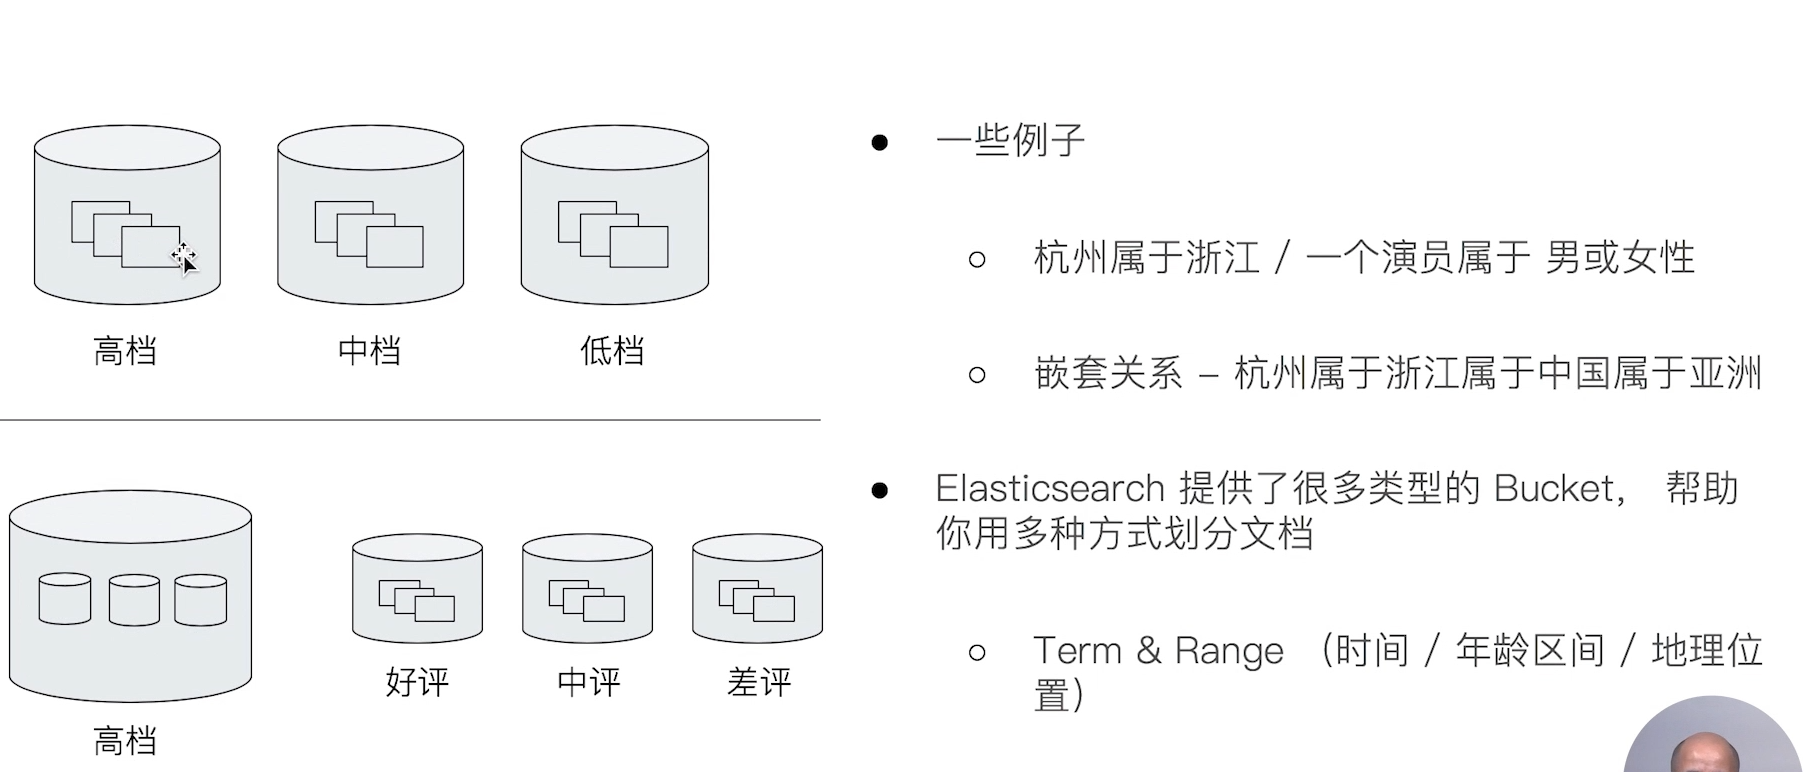 高档
中档
低档
高档
好评
中评
差评
● 一些例子
○ 杭州属于浙江 / 一个演员属于 男或女性
○ 嵌套关系 – 杭州属于浙江属于中国属于亚洲
● Elasticsearch 提供了很多类型的 Bucket， 帮助
你用多种方式划分文档
○ Term & Range （时间 / 年龄区间 / 地理位
置）